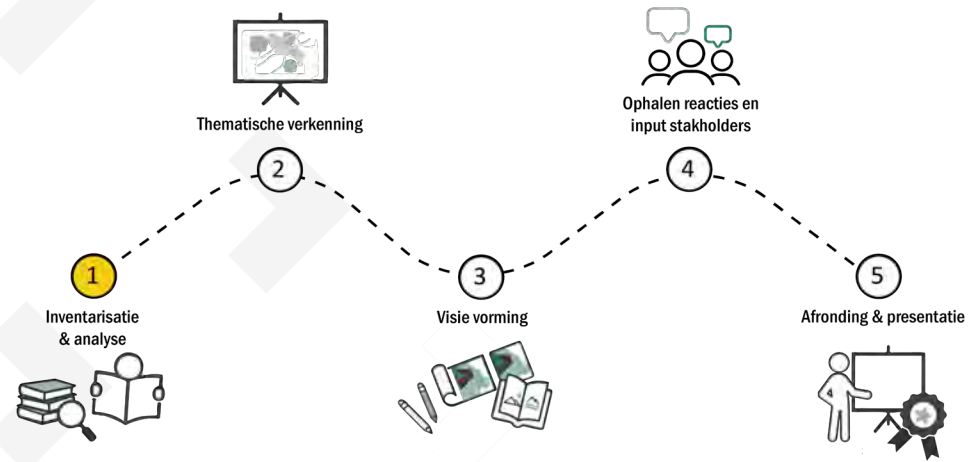 1
Inventarisatie
& analyse
Thematische verkenning
2
3
Visie vorming
Ophalen reacties en
input stakholders
4
5
Afronding & presentatie